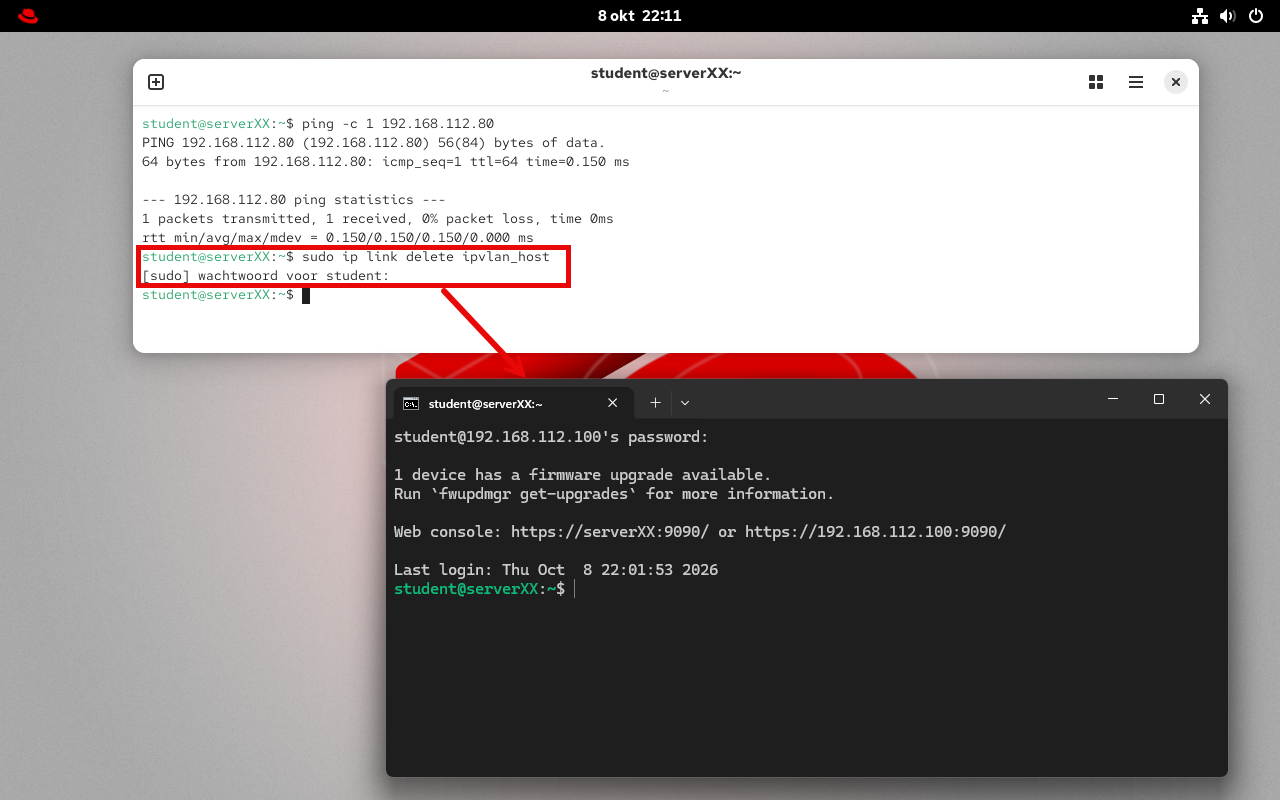 8 okt 22:11
student@serverXX:~
~
student@serverXX:~$ ping -c 1 192.168.112.80
PING 192.168.112.80 (192.168.112.80) 56(84) bytes of data.
64 bytes from 192.168.112.80: icmp_seq=1 ttl=64 time=0.150 ms
--- 192.168.112.80 ping statistics ---
1 packets transmitted, 1 received, 0% packet loss, time 0ms
rtt min/avg/max/mdev = 0.150/0.150/0.150/0.000 ms
student@serverXX:~$ sudo ip link delete ipvlan_host
[sudo] wachtwoord voor student:
student@serverXX:~$
student@serverXX:~
student@192.168.112.100's password:
1 device has a firmware upgrade available.
Run `fwupdmgr get-upgrades` for more information.
Web console: https://serverXX:9090/ or https://192.168.112.100:9090/
Last login: Thu Oct  8 22:01:53 2026
student@serverXX:~$